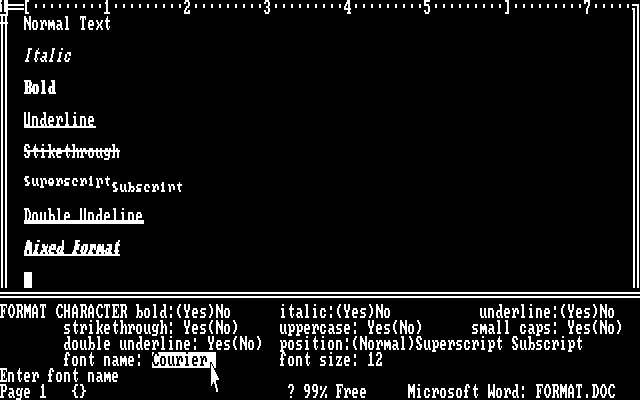 1[·········1·········2·········3·········4·········5·········]·········7·····
Normal Text
Italic
Bold
Underline
Stikethrough
Superscript Subscript
Double Undeline
Mixed Format
FORMAT CHARACTER bold:(Yes)No italic:(Yes)No underline:(Yes)No
strikethrough: Yes(No) uppercase: Yes(No) small caps: Yes(No)
double underline: Yes(No) position:(Normal)Superscript Subscript
font name: Courier font size: 12
Enter font name
Page 1 {} ? 99% Free Microsoft Word: FORMAT.DOC